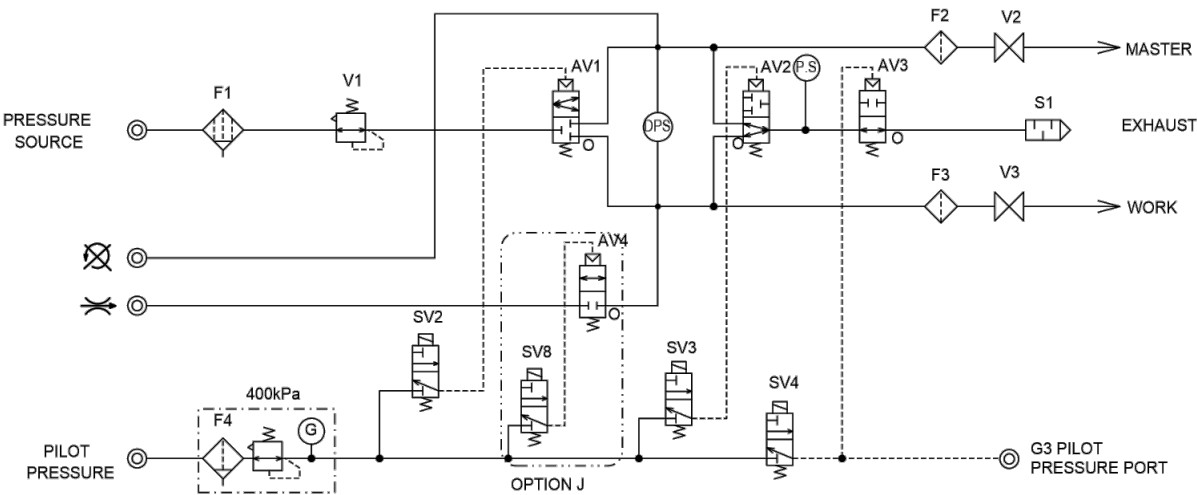 F2
V2
MASTER
AV1
AV2
P.S
AV3
F1
V1
S1
PRESSURE
SOURCE
DPS
EXHAUST
F3
V3
WORK
AV4
SV2
SV8
SV3
SV4
400kPa
F4
G
PILOT
PRESSURE
G3 PILOT
PRESSURE PORT
OPTION J